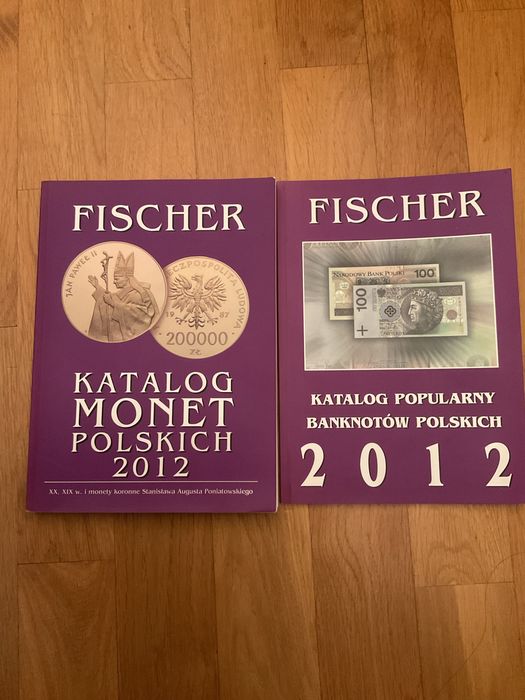 FISCHER
JAN PAWEŁ II
RZECZPOSPOLITA LUDOWA
19 87
200000
ZŁ
KATALOG
MONET
POLSKICH
2012
XX, XIX w. i monety koronne Stanisława Augusta Poniatowskiego
FISCHER
NARODOWY BANK POLSKI 100
100
KATALOG POPULARNY
BANKNOTÓW POLSKICH
2012